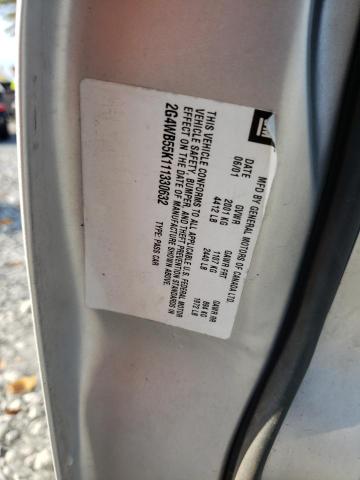 MFD BY GENERAL MOTORS OF CANADA LTD.
DATE GVWR GAWR FRT GAWR RR
06/01 2001 KG 1107 KG 894 KG
4412 LB 2440 LB 1972 LB
THIS VEHICLE CONFORMS TO ALL APPLICABLE U.S. FEDERAL MOTOR
VEHICLE SAFETY, BUMPER, AND THEFT PREVENTION STANDARDS IN
EFFECT ON THE DATE OF MANUFACTURE SHOWN ABOVE.
2G4WB55K111330632 TYPE: PASS CAR